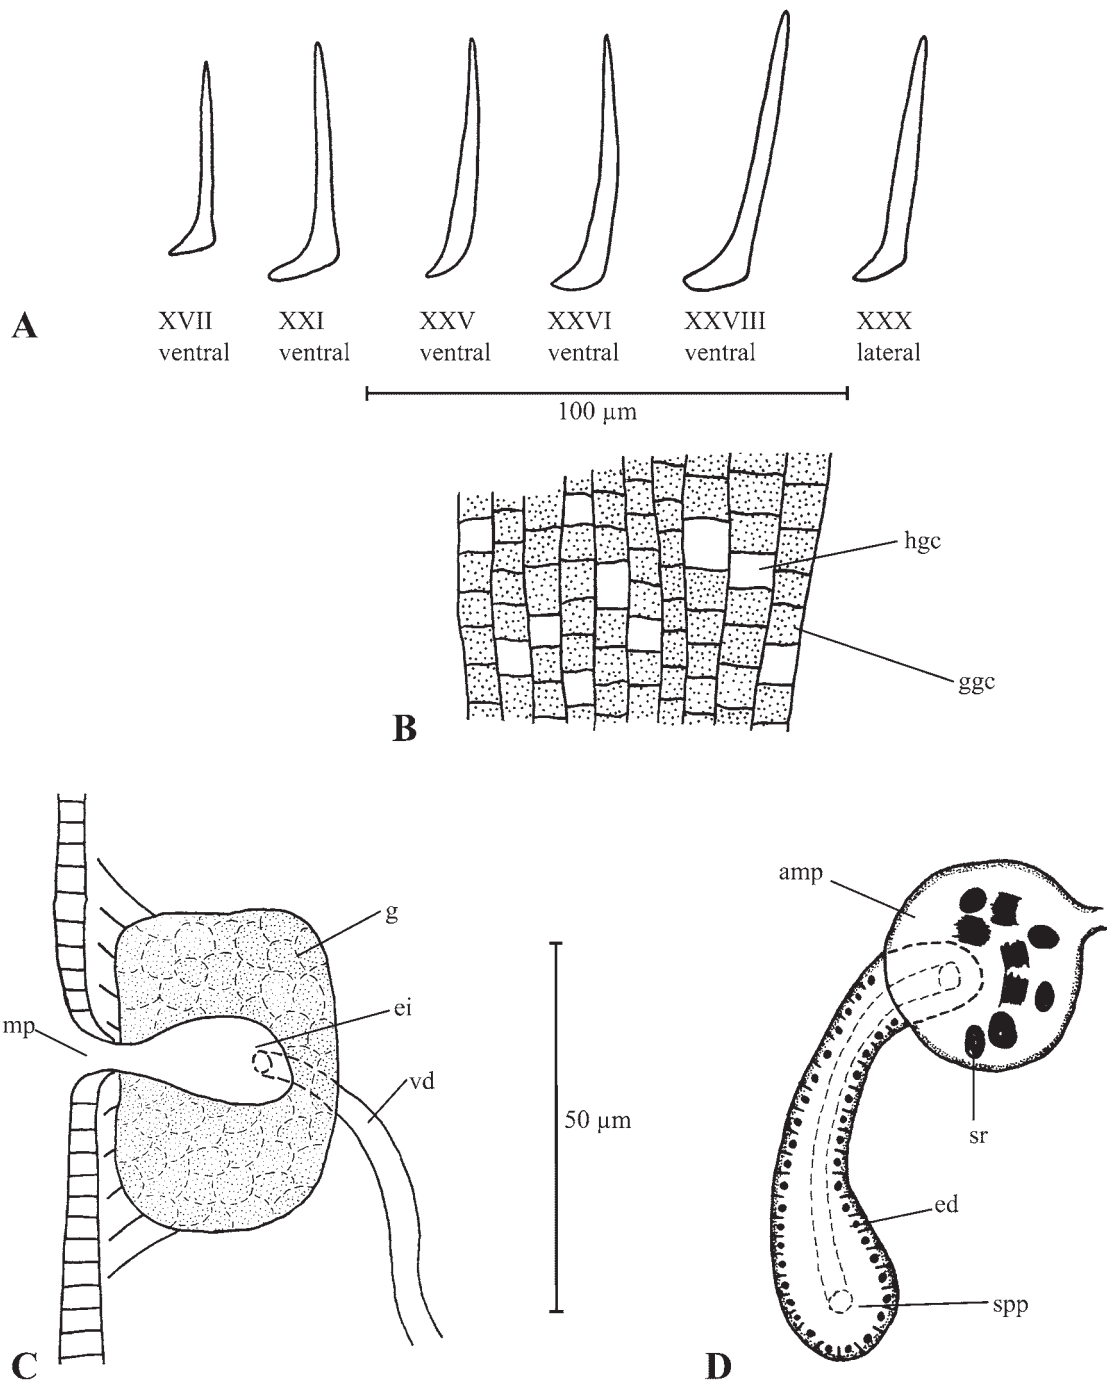 A
XVII
ventral
XXI
ventral
XXV
ventral
XXVI
ventral
XXVIII
ventral
XXX
lateral
100 µm
B
hgc
ggc
C
mp
g
ei
vd
50 µm
D
amp
sr
ed
spp